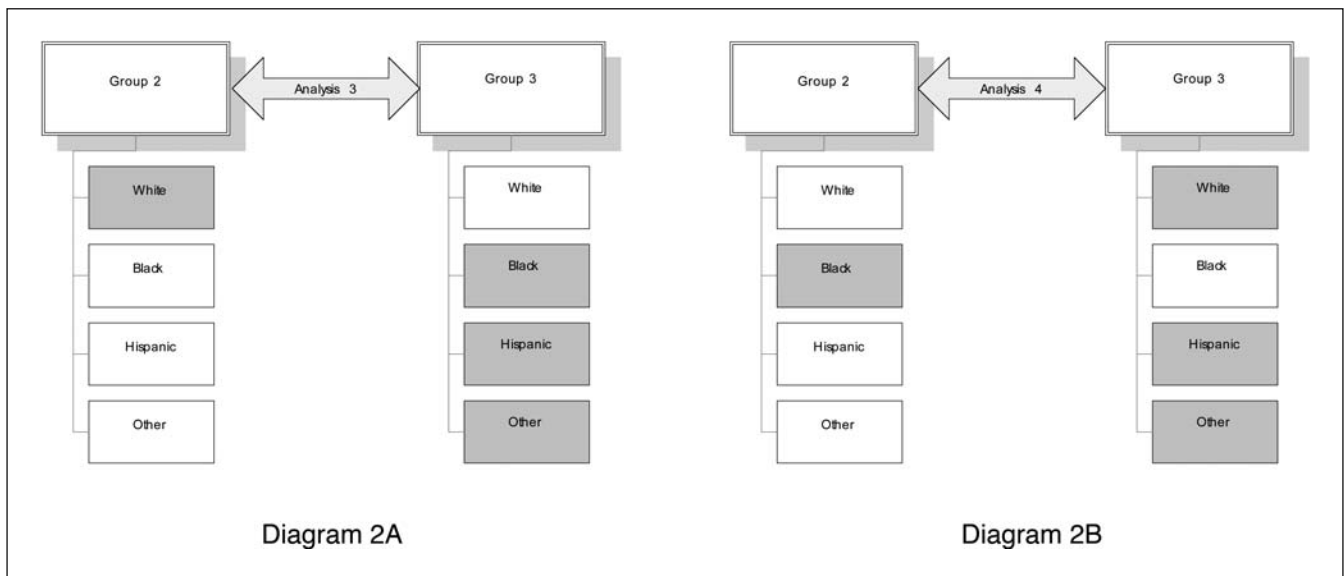 Group 2
Analysis 3
Group 3
White
Black
Hispanic
Other
White
Black
Hispanic
Other
Diagram 2A
Group 2
Analysis 4
Group 3
White
Black
Hispanic
Other
White
Black
Hispanic
Other
Diagram 2B